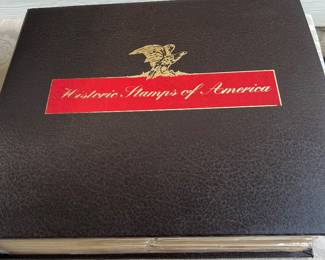 Historic Stamps of America